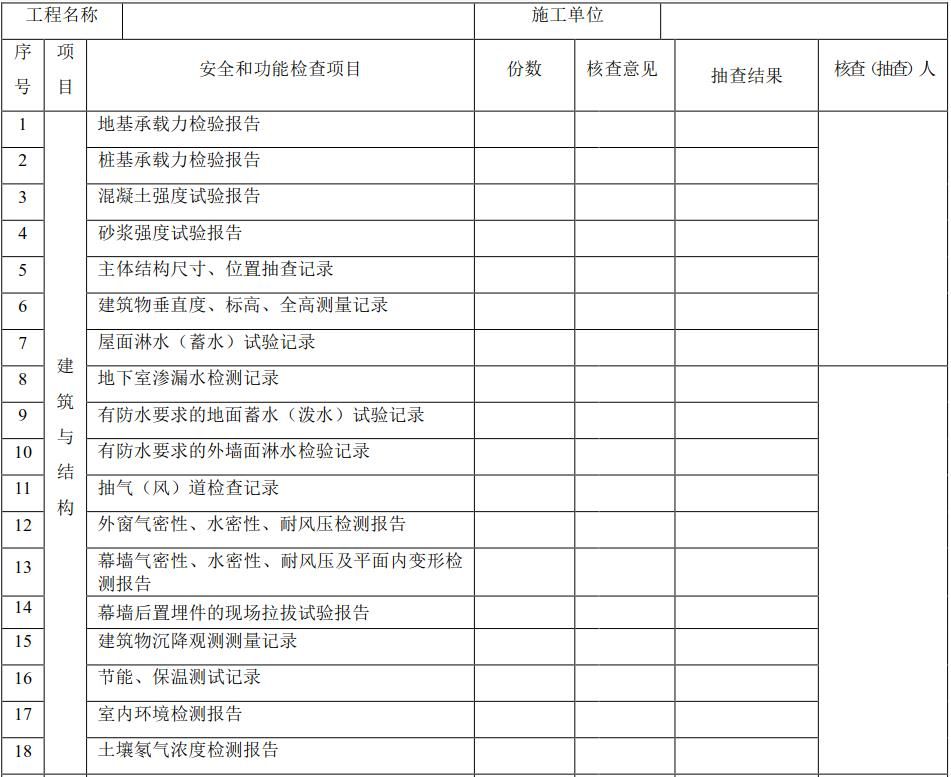 工程名称 施工单位
序号 项目 安全和功能检查项目 份数 核查意见 抽查结果 核查（抽查）人
建筑与结构
1 地基承载力检验报告
2 桩基承载力检验报告
3 混凝土强度试验报告
4 砂浆强度试验报告
5 主体结构尺寸、位置抽查记录
6 建筑物垂直度、标高、全高测量记录
7 屋面淋水（蓄水）试验记录
8 地下室渗漏水检测记录
9 有防水要求的地面蓄水（泼水）试验记录
10 有防水要求的外墙面淋水检验记录
11 抽气（风）道检查记录
12 外窗气密性、水密性、耐风压检测报告
13 幕墙气密性、水密性、耐风压及平面内变形检
测报告
14 幕墙后置埋件的现场拉拔试验报告
15 建筑物沉降观测测量记录
16 节能、保温测试记录
17 室内环境检测报告
18 土壤氡气浓度检测报告